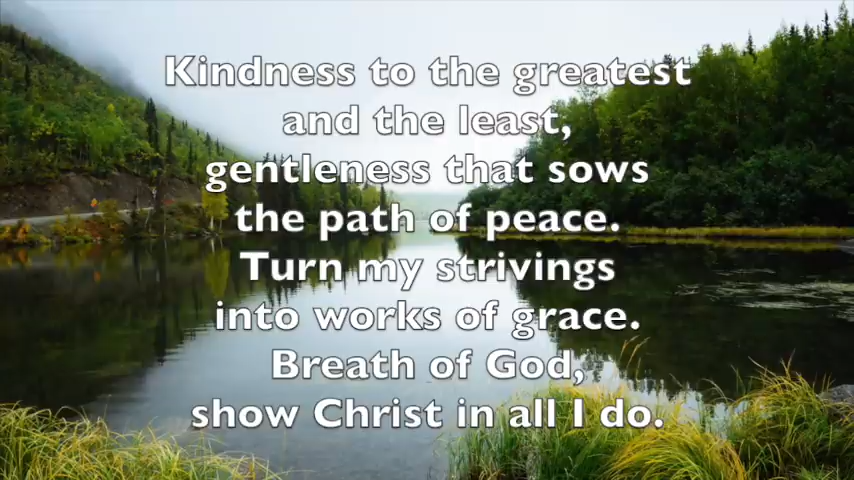 Kindness to the greatest
and the least,
gentleness that sows
the path of peace.
Turn my strivings
into works of grace.
Breath of God,
show Christ in all I do.